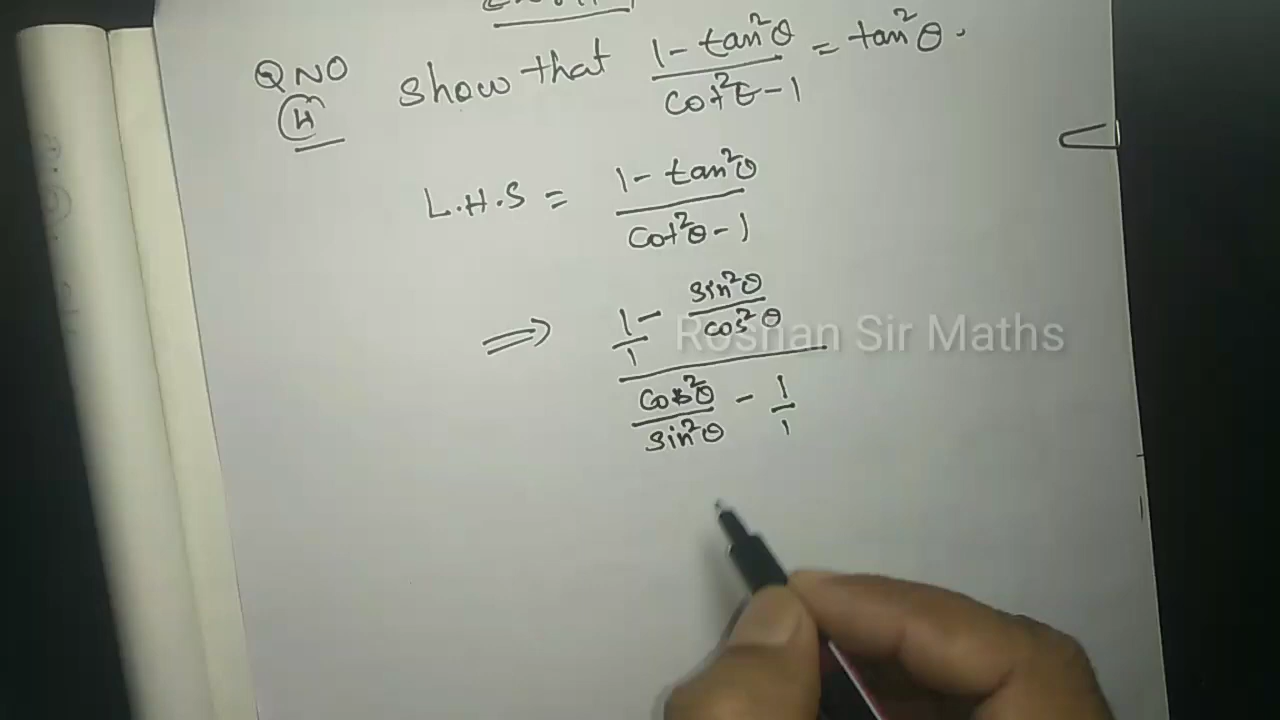 Q NO show that 1 - tan²θ / cot²θ - 1 = tan²θ.
(4)
L.H.S = 1 - tan²θ / cot²θ - 1
⇒ 1/1 - sin²θ/cos²θ
cos²θ/sin²θ - 1/1
Roshan Sir Maths